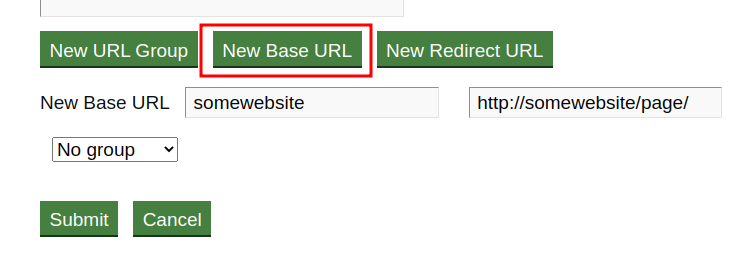 New URL Group New Base URL New Redirect URL
New Base URL somewebsite http://somewebsite/page/
No group
Submit Cancel